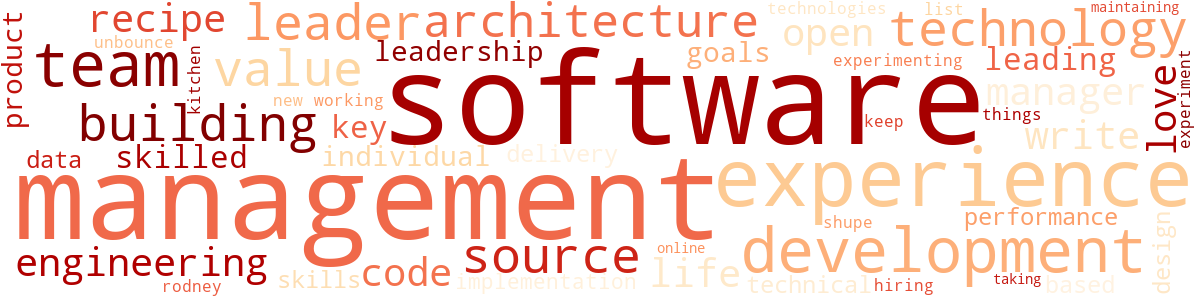 product
recipe
leader
architecture
technologies
list
maintaining
unbounce
team
kitchen
value
leadership
software
goals
open
technology
experimenting
leading
new
working
building
key
keep
manager
things
love
experiment
write
data
skilled
individual
delivery
management
experience
engineering
rodney
skills
code
source
implementation
online
life
development
shupe
performance
design
technical
hiring
taking
based